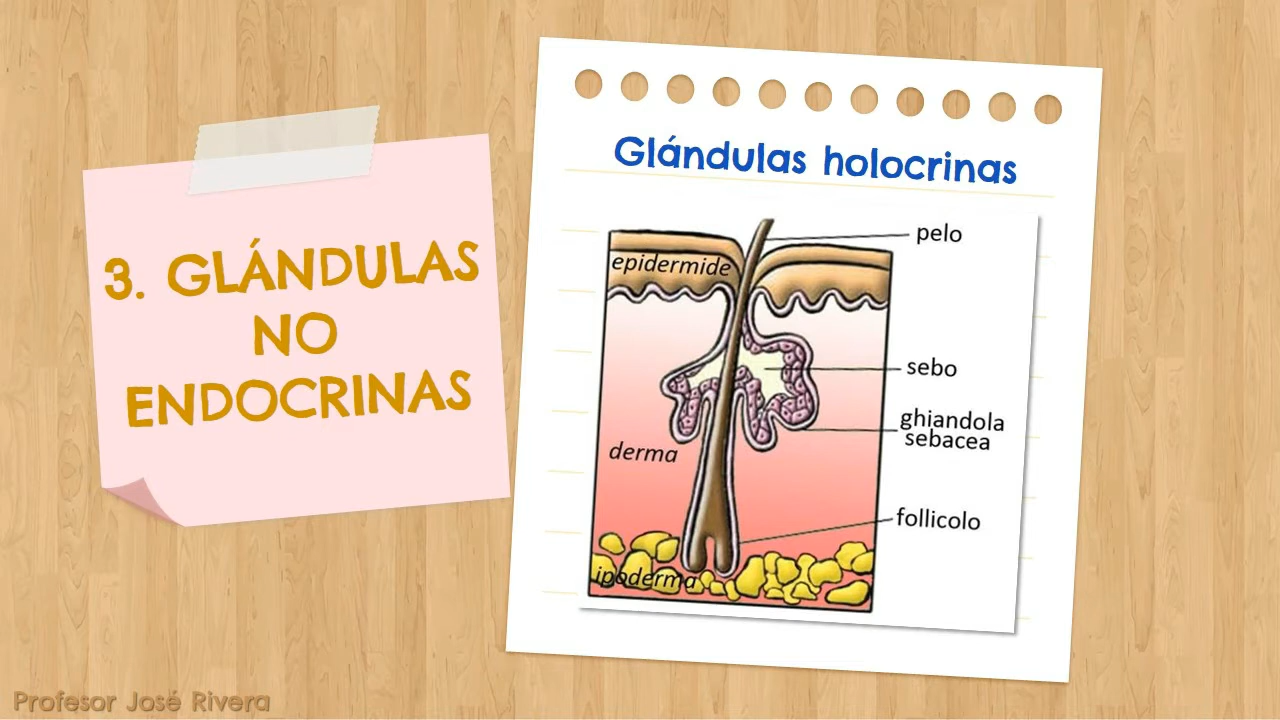 3. GLÁNDULAS
NO
ENDOCRINAS
Glándulas holocrinas
pelo
epidermide
sebo
ghiandola
sebacea
derma
follicolo
ipoderma
Profesor José Rivera